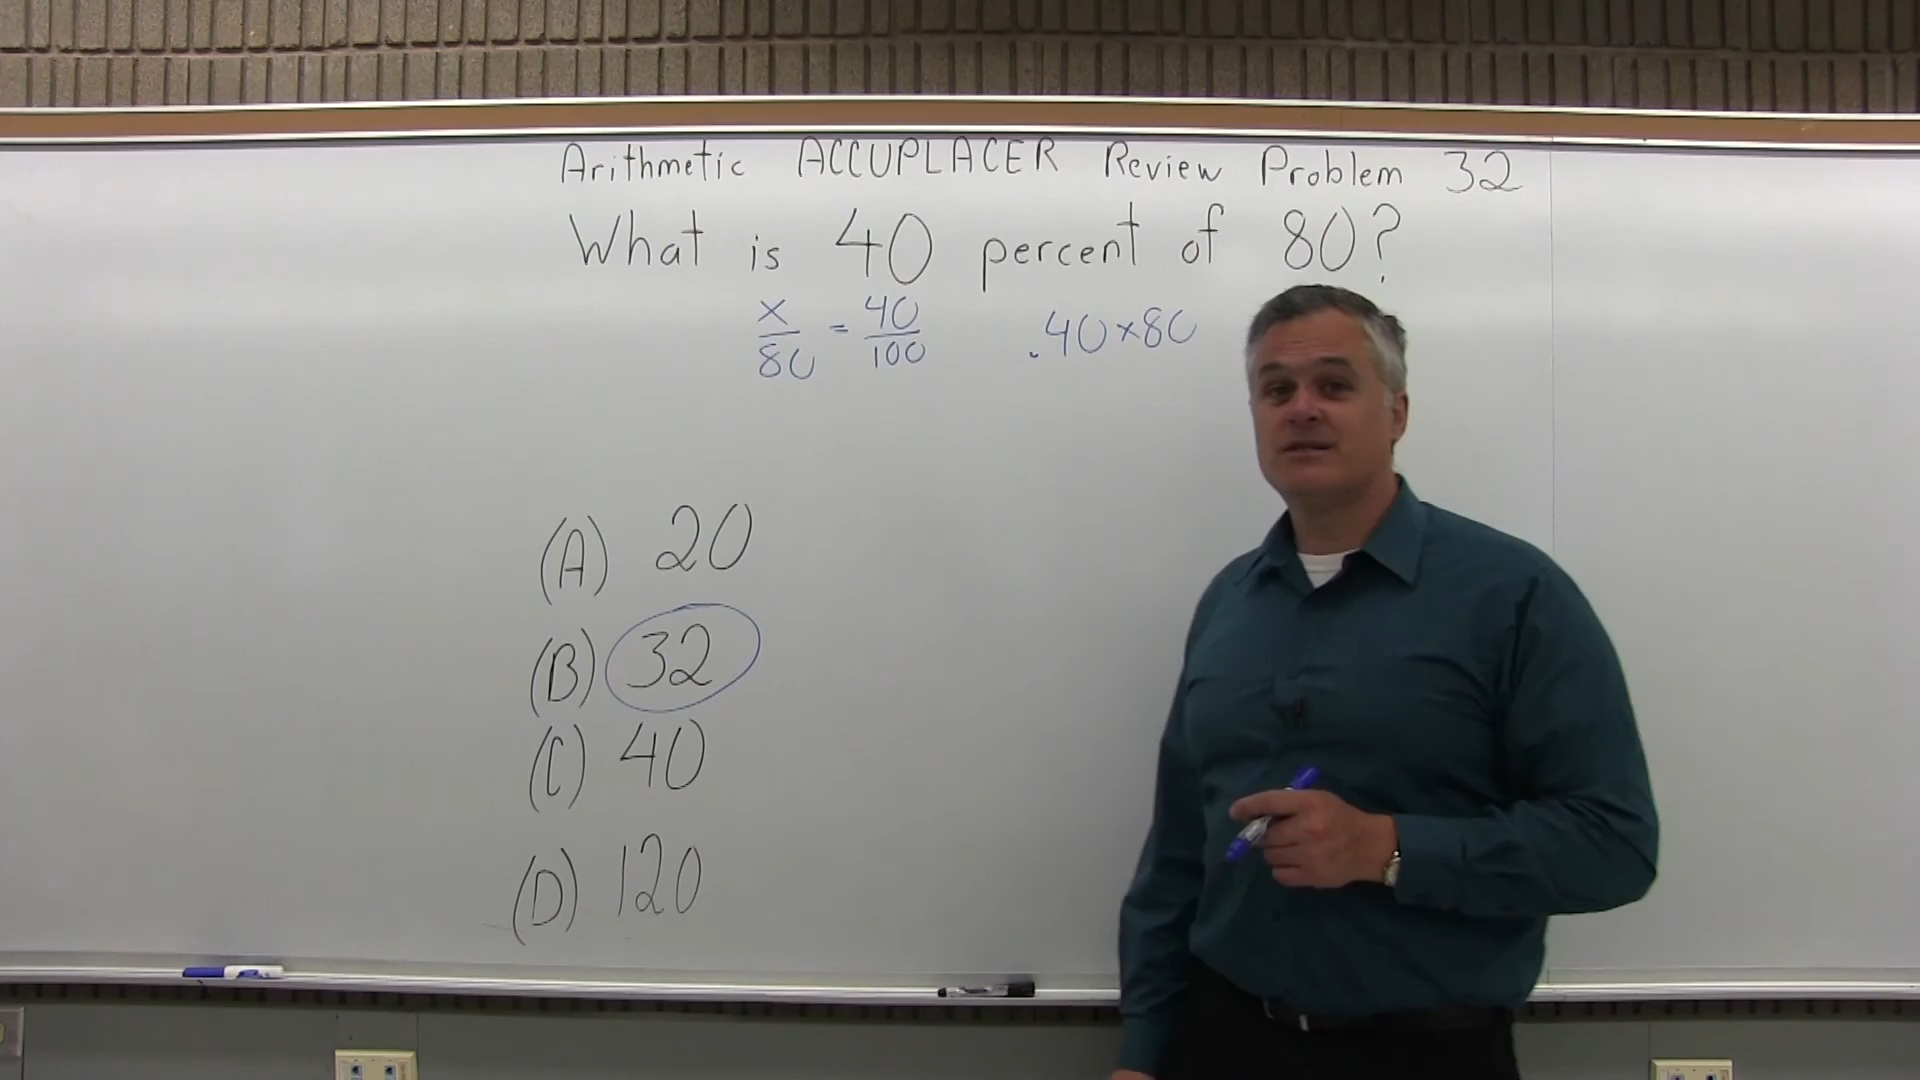 Arithmetic ACCUPLACER Review Problem 32
What is 40 percent of 80?
x/80 = 40/100 .40×80
(A) 20
(B) 32
(C) 40
(D) 120